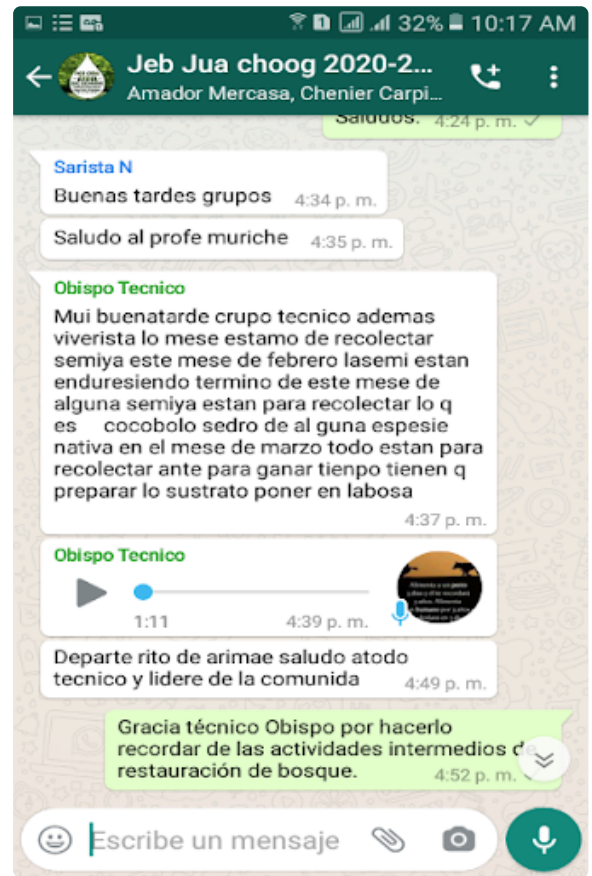 32% 10:17 AM
Jeb Jua choog 2020-2...
Amador Mercasa, Chenier Carpi...
Saludos. 4:24 p. m.
Sarista N
Buenas tardes grupos 4:34 p. m.
Saludo al profe muriche 4:35 p. m.
Obispo Tecnico
Mui buenatarde crupo tecnico ademas
viverista lo mese estamo de recolectar
semiya este mese de febrero lasemi estan
enduresiendo termino de este mese de
alguna semiya estan para recolectar lo q
es cocobolo sedro de al guna espesie
nativa en el mese de marzo todo estan para
recolectar ante para ganar tienpo tienen q
preparar lo sustrato poner en labosa
4:37 p. m.
Obispo Tecnico
1:11 4:39 p. m.
Departe rito de arimae saludo atodo
tecnico y lidere de la comunida 4:49 p. m.
Gracia técnico Obispo por hacerlo
recordar de las actividades intermedios de
restauración de bosque. 4:52 p. m.
Escribe un mensaje